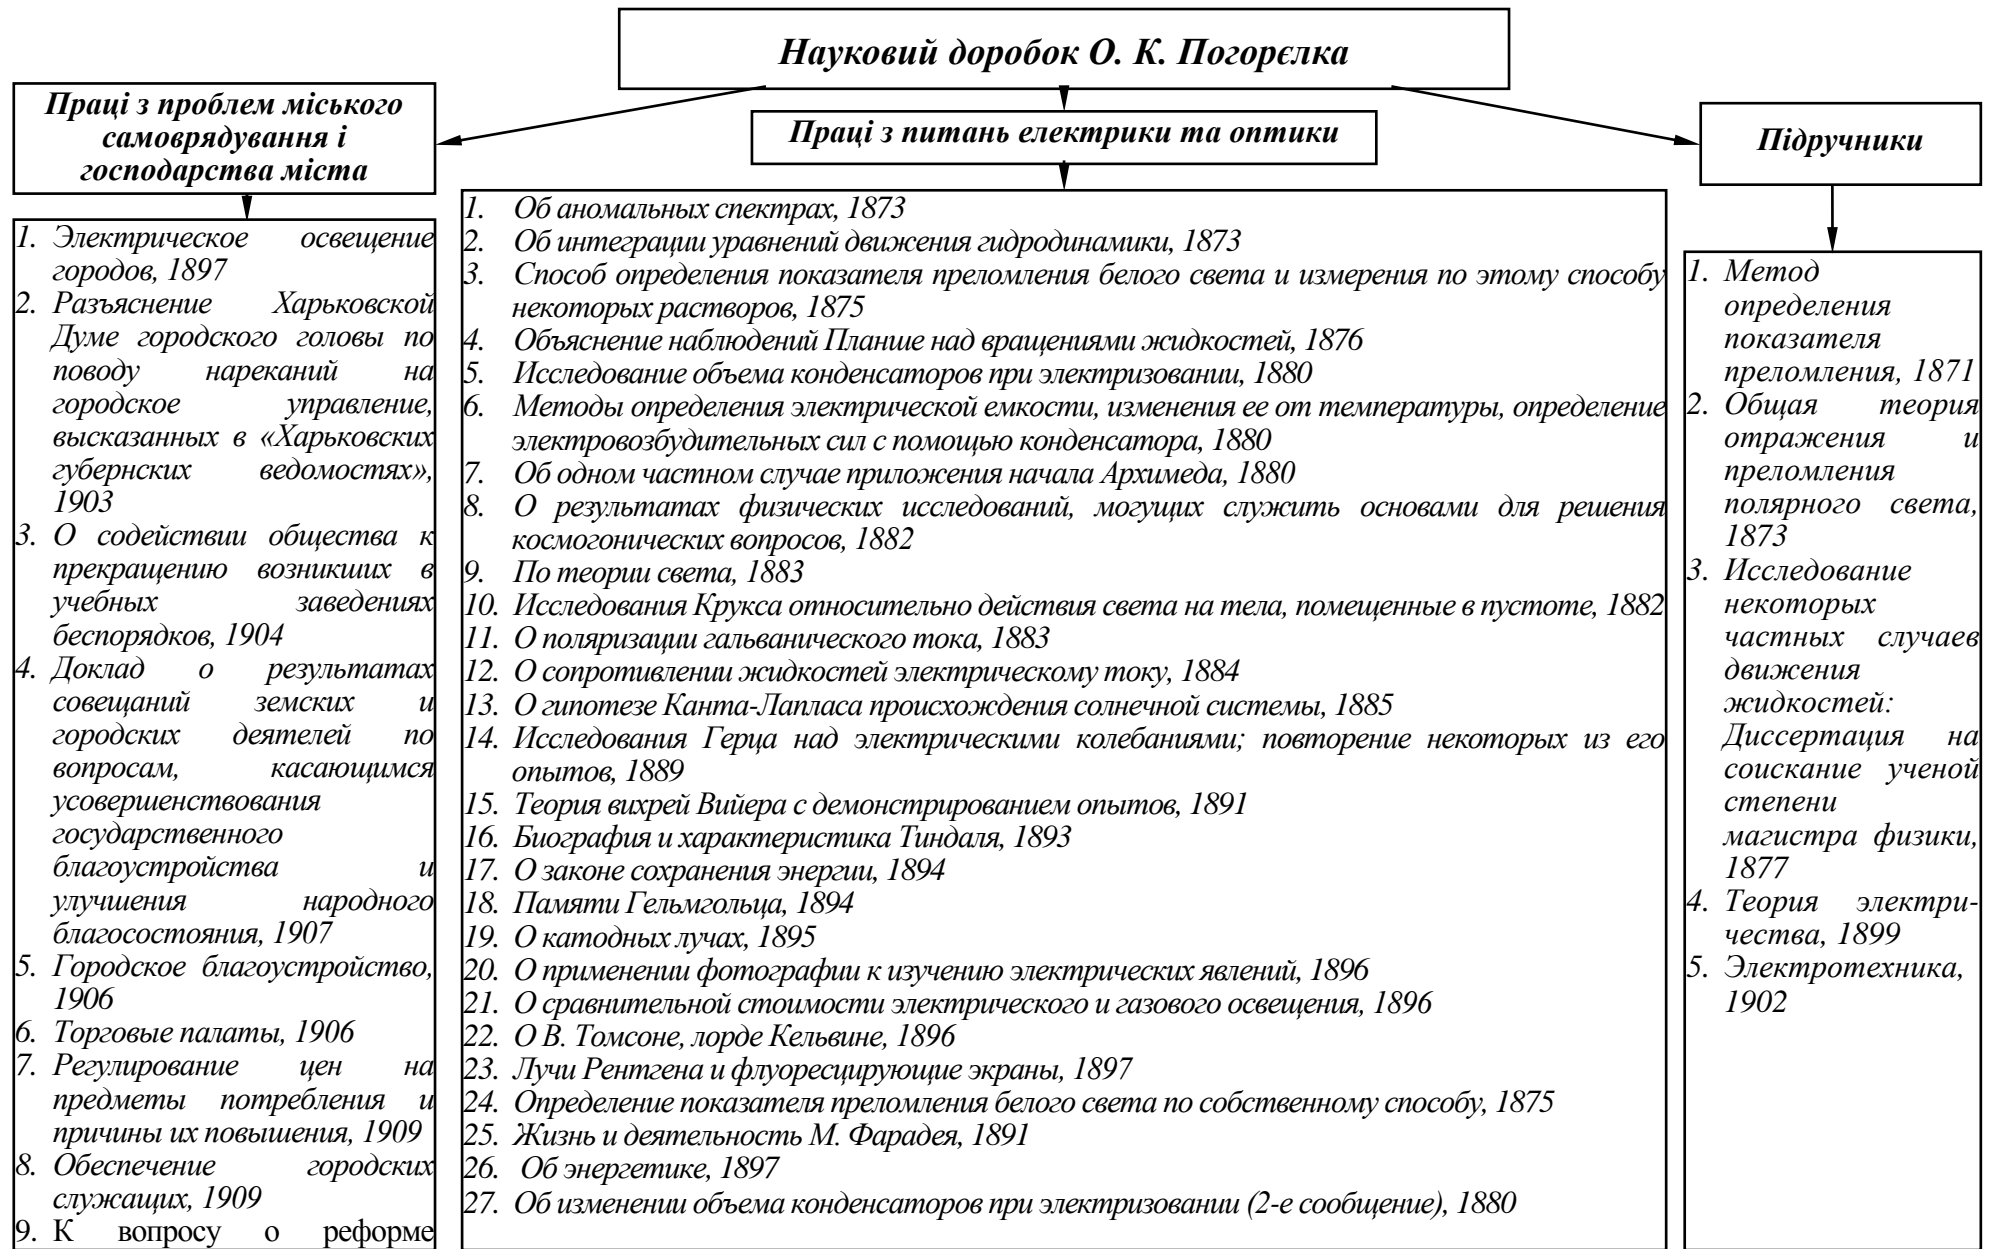 Науковий доробок О. К. Погорєлка
Праці з проблем міського
самоврядування і
господарства міста
Праці з питань електрики та оптики
Підручники
1. Электрическое освещение
городов, 1897
2. Разъяснение Харьковской
Думе городского головы по
поводу нареканий на
городское управление,
высказанных в «Харьковских
губернских ведомостях»,
1903
3. О содействии общества к
прекращению возникших в
учебных заведениях
беспорядков, 1904
4. Доклад о результатах
совещаний земских и
городских деятелей по
вопросам, касающимся
усовершенствования
государственного
благоустройства и
улучшения народного
благосостояния, 1907
5. Городское благоустройство,
1906
6. Торговые палаты, 1906
7. Регулирование цен на
предметы потребления и
причины их повышения, 1909
8. Обеспечение городских
служащих, 1909
9. К вопросу о реформе
1. Об аномальных спектрах, 1873
2. Об интеграции уравнений движения гидродинамики, 1873
3. Способ определения показателя преломления белого света и измерения по этому способу
некоторых растворов, 1875
4. Объяснение наблюдений Планше над вращениями жидкостей, 1876
5. Исследование объема конденсаторов при электризовании, 1880
6. Методы определения электрической емкости, изменения ее от температуры, определение
электровозбудительных сил с помощью конденсатора, 1880
7. Об одном частном случае приложения начала Архимеда, 1880
8. О результатах физических исследований, могущих служить основами для решения
космогонических вопросов, 1882
9. По теории света, 1883
10. Исследования Крукса относительно действия света на тела, помещенные в пустоте, 1882
11. О поляризации гальванического тока, 1883
12. О сопротивлении жидкостей электрическому току, 1884
13. О гипотезе Канта-Лапласа происхождения солнечной системы, 1885
14. Исследования Герца над электрическими колебаниями; повторение некоторых из его
опытов, 1889
15. Теория вихрей Вийера с демонстрированием опытов, 1891
16. Биография и характеристика Тиндаля, 1893
17. О законе сохранения энергии, 1894
18. Памяти Гельмгольца, 1894
19. О катодных лучах, 1895
20. О применении фотографии к изучению электрических явлений, 1896
21. О сравнительной стоимости электрического и газового освещения, 1896
22. О В. Томсоне, лорде Кельвине, 1896
23. Лучи Рентгена и флуоресцирующие экраны, 1897
24. Определение показателя преломления белого света по собственному способу, 1875
25. Жизнь и деятельность М. Фарадея, 1891
26. Об энергетике, 1897
27. Об изменении объема конденсаторов при электризовании (2-е сообщение), 1880
1. Метод
определения
показателя
преломления, 1871
2. Общая теория
отражения и
преломления
полярного света,
1873
3. Исследование
некоторых
частных случаев
движения
жидкостей:
Диссертация на
соискание ученой
степени
магистра физики,
1877
4. Теория электри-
чества, 1899
5. Электротехника,
1902